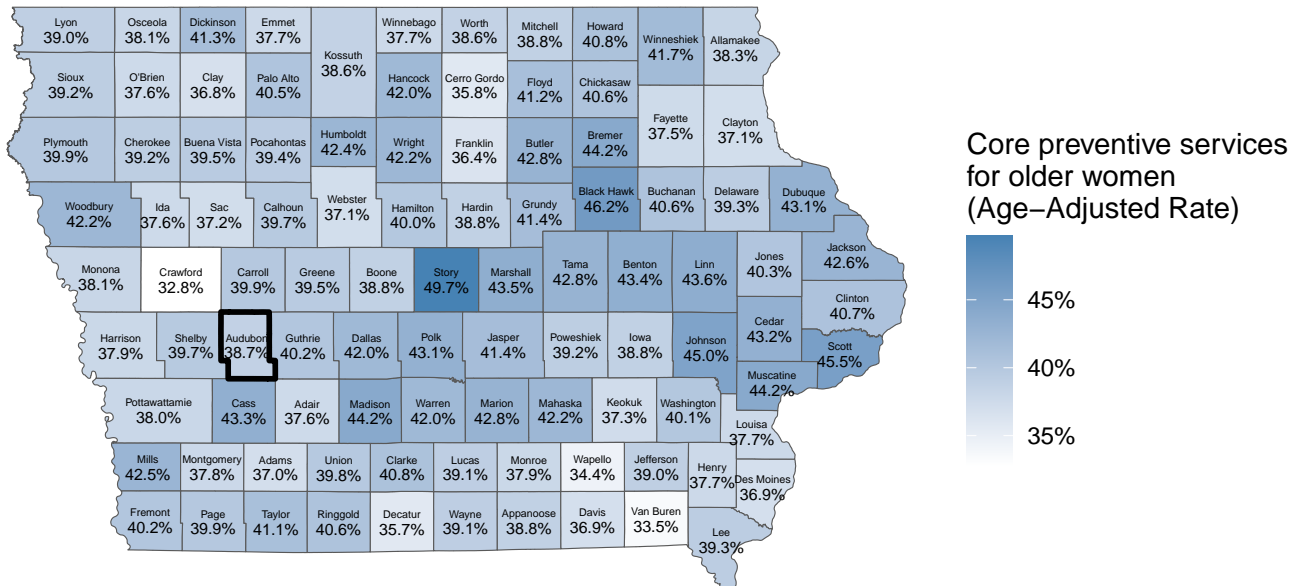 Lyon
39.0%
Osceola
38.1%
Dickinson
41.3%
Emmet
37.7%
Kossuth
38.6%
Winnebago
37.7%
Worth
38.6%
Mitchell
38.8%
Howard
40.8%
Winneshiek
41.7%
Allamakee
38.3%
Sioux
39.2%
O'Brien
37.6%
Clay
36.8%
Palo Alto
40.5%
Hancock
42.0%
Cerro Gordo
35.8%
Floyd
41.2%
Chickasaw
40.6%
Fayette
37.5%
Clayton
37.1%
Plymouth
39.9%
Cherokee
39.2%
Buena Vista
39.5%
Pocahontas
39.4%
Humboldt
42.4%
Wright
42.2%
Franklin
36.4%
Butler
42.8%
Bremer
44.2%
Woodbury
42.2%
Ida
37.6%
Sac
37.2%
Calhoun
39.7%
Webster
37.1%
Hamilton
40.0%
Hardin
38.8%
Grundy
41.4%
Black Hawk
46.2%
Buchanan
40.6%
Delaware
39.3%
Dubuque
43.1%
Monona
38.1%
Crawford
32.8%
Carroll
39.9%
Greene
39.5%
Boone
38.8%
Story
49.7%
Marshall
43.5%
Tama
42.8%
Benton
43.4%
Linn
43.6%
Jones
40.3%
Jackson
42.6%
Clinton
40.7%
Harrison
37.9%
Shelby
39.7%
Audubon
38.7%
Guthrie
40.2%
Dallas
42.0%
Polk
43.1%
Jasper
41.4%
Poweshiek
39.2%
Iowa
38.8%
Johnson
45.0%
Cedar
43.2%
Scott
45.5%
Muscatine
44.2%
Pottawattamie
38.0%
Cass
43.3%
Adair
37.6%
Madison
44.2%
Warren
42.0%
Marion
42.8%
Mahaska
42.2%
Keokuk
37.3%
Washington
40.1%
Louisa
37.7%
Mills
42.5%
Montgomery
37.8%
Adams
37.0%
Union
39.8%
Clarke
40.8%
Lucas
39.1%
Monroe
37.9%
Wapello
34.4%
Jefferson
39.0%
Henry
37.7%
Des Moines
36.9%
Fremont
40.2%
Page
39.9%
Taylor
41.1%
Ringgold
40.6%
Decatur
35.7%
Wayne
39.1%
Appanoose
38.8%
Davis
36.9%
Van Buren
33.5%
Lee
39.3%
Core preventive services
for older women
(Age−Adjusted Rate)
45%
40%
35%